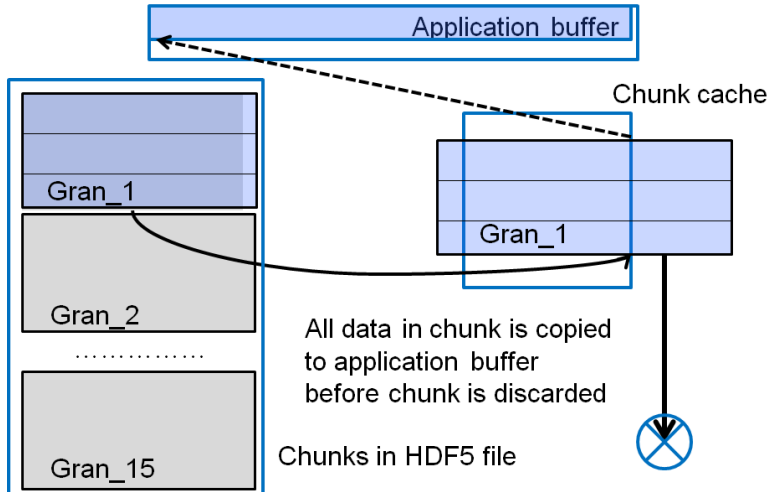 Application buffer
Chunk cache
Gran_1
Gran_1
Gran_2
All data in chunk is copied
to application buffer
before chunk is discarded
……………
Gran_15
Chunks in HDF5 file